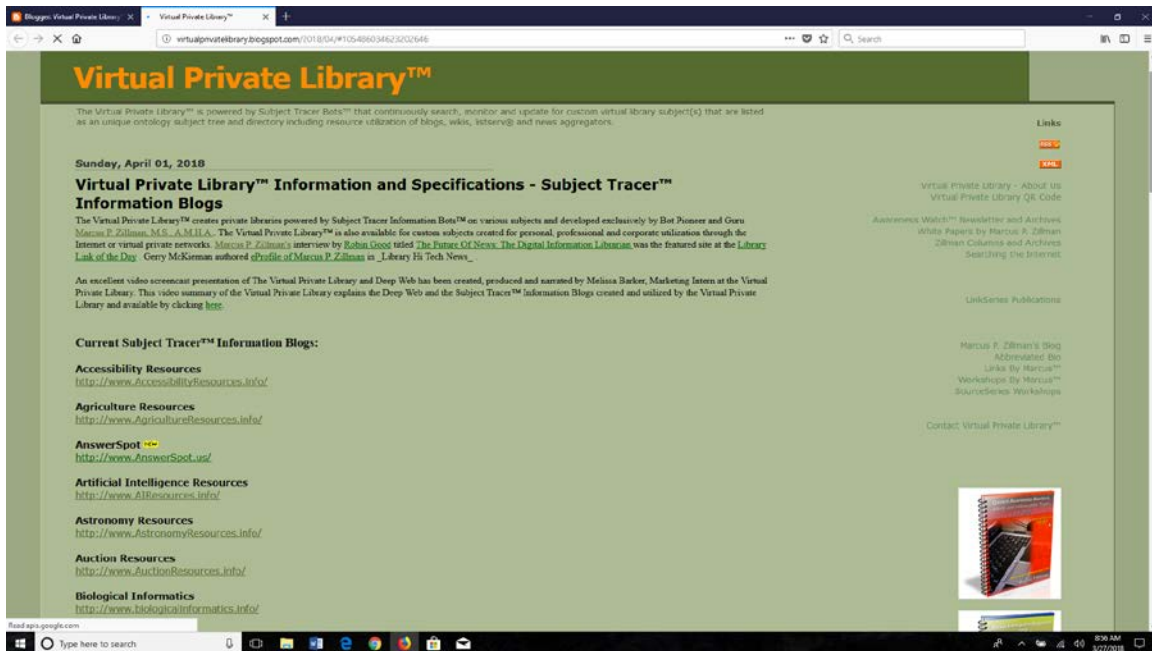 Blogger: Virtual Private Library
Virtual Private Library™
virtualprivatelibrary.blogspot.com/2018/04/#105486034623202646
Search
Virtual Private Library™
The Virtual Private Library™ is powered by Subject Tracer Bots™ that continuously search, monitor and update for custom virtual library subject(s) that are listed
as an unique ontology subject tree and directory including resource utilization of blogs, wikis, listserv® and news aggregators.
Sunday, April 01, 2018
Virtual Private Library™ Information and Specifications - Subject Tracer™
Information Blogs
The Virtual Private Library™ creates private libraries powered by Subject Tracer Information Bots™ on various subjects and developed exclusively by Bot Pioneer and Guru
Marcus P. Zillman, M.S., A.M.H.A.. The Virtual Private Library™ is also available for custom subjects created for personal, professional and corporate utilization through the
Internet or virtual private networks. Marcus P. Zillman's interview by Robin Good titled The Future Of News: The Digital Information Librarian was the featured site at the Library
Link of the Day. Gerry McKiernan authored eProfile of Marcus P. Zillman in _Library Hi Tech News_
An excellent video screencast presentation of The Virtual Private Library and Deep Web has been created, produced and narrated by Melissa Barker, Marketing Intern at the Virtual
Private Library. This video summary of the Virtual Private Library explains the Deep Web and the Subject Tracer™ Information Blogs created and utilized by the Virtual Private
Library and available by clicking here.
Current Subject Tracer™ Information Blogs:
Accessibility Resources
http://www.AccessibilityResources.info/
Agriculture Resources
http://www.AgricultureResources.info/
AnswerSpot NEW
http://www.AnswerSpot.us/
Artificial Intelligence Resources
http://www.AIResources.info/
Astronomy Resources
http://www.AstronomyResources.info/
Auction Resources
http://www.AuctionResources.info/
Biological Informatics
http://www.biologicalinformatics.info/
Links
RSS
XML
Virtual Private Library - About Us
Virtual Private Library QR Code
Awareness Watch™ Newsletter and Archives
White Papers by Marcus P. Zillman
Zillman Columns and Archives
Searching the Internet
LinkSeries Publications
Marcus P. Zillman's Blog
Abbreviated Bio
Links By Marcus™
Workshops By Marcus™
SourceSeries Workshops
Contact Virtual Private Library™
Read apis.google.com
Type here to search
8:56 AM
3/27/2018